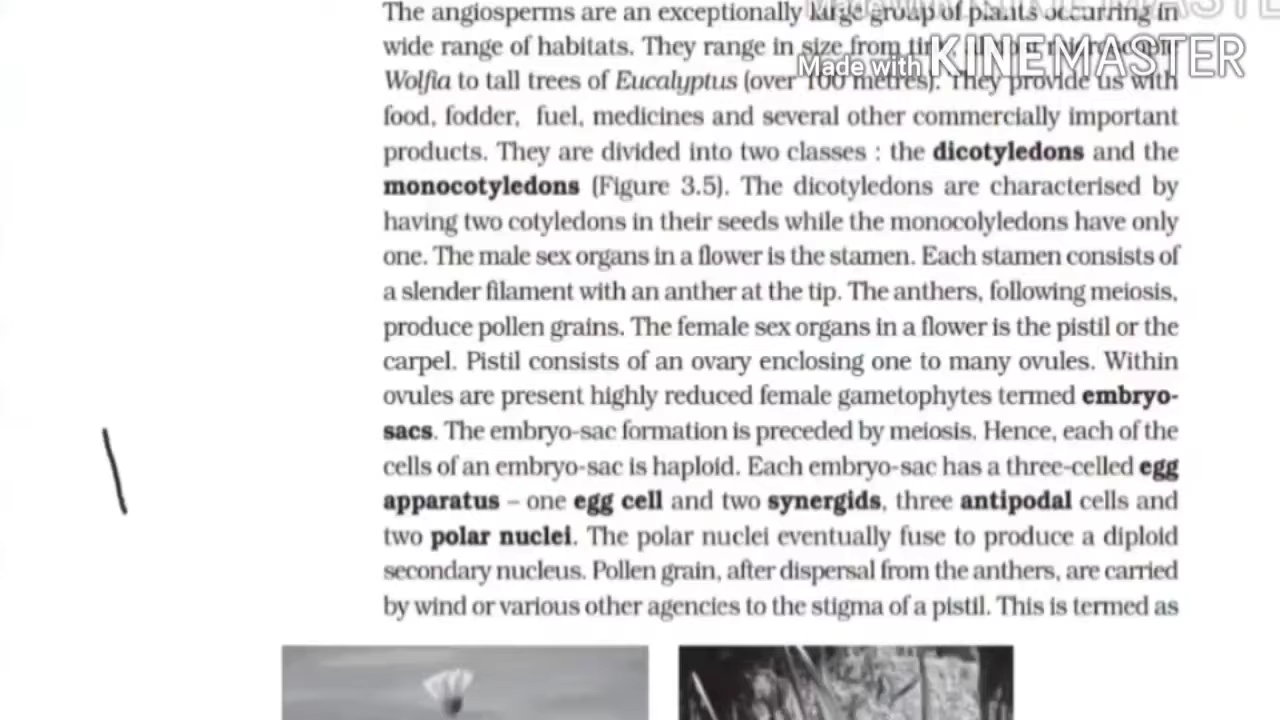 The angiosperms are an exceptionally large group of plants occurring in
wide range of habitats. They range in size from
Made with KINEMASTER
Wolfia to tall trees of Eucalyptus (over 100 metres). They provide us with
food, fodder, fuel, medicines and several other commercially important
products. They are divided into two classes : the dicotyledons and the
monocotyledons (Figure 3.5). The dicotyledons are characterised by
having two cotyledons in their seeds while the monocolyledons have only
one. The male sex organs in a flower is the stamen. Each stamen consists of
a slender filament with an anther at the tip. The anthers, following meiosis,
produce pollen grains. The female sex organs in a flower is the pistil or the
carpel. Pistil consists of an ovary enclosing one to many ovules. Within
ovules are present highly reduced female gametophytes termed embryo-
sacs. The embryo-sac formation is preceded by meiosis. Hence, each of the
cells of an embryo-sac is haploid. Each embryo-sac has a three-celled egg
apparatus – one egg cell and two synergids, three antipodal cells and
two polar nuclei. The polar nuclei eventually fuse to produce a diploid
secondary nucleus. Pollen grain, after dispersal from the anthers, are carried
by wind or various other agencies to the stigma of a pistil. This is termed as